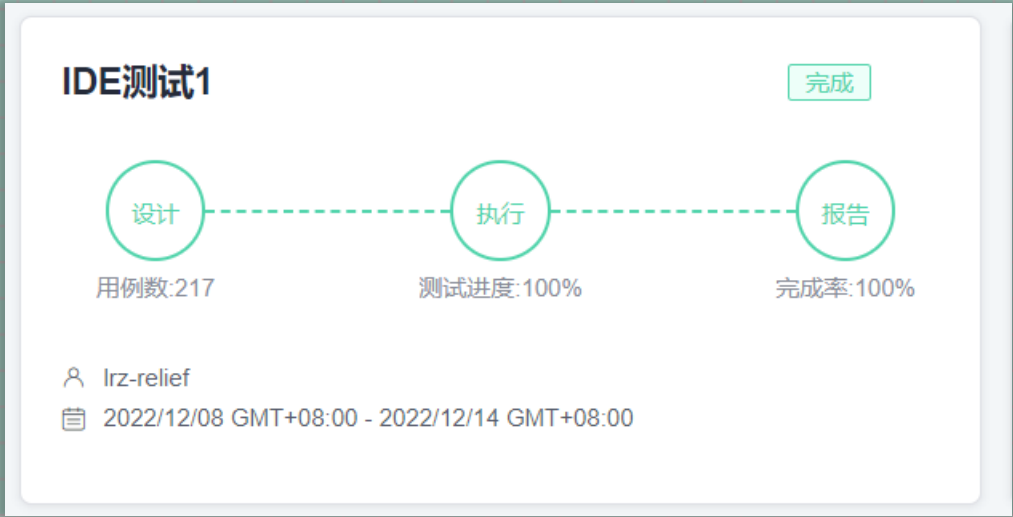 IDE测试1
完成
设计
执行
报告
用例数:217
测试进度:100%
完成率:100%
lrz-relief
2022/12/08 GMT+08:00 - 2022/12/14 GMT+08:00